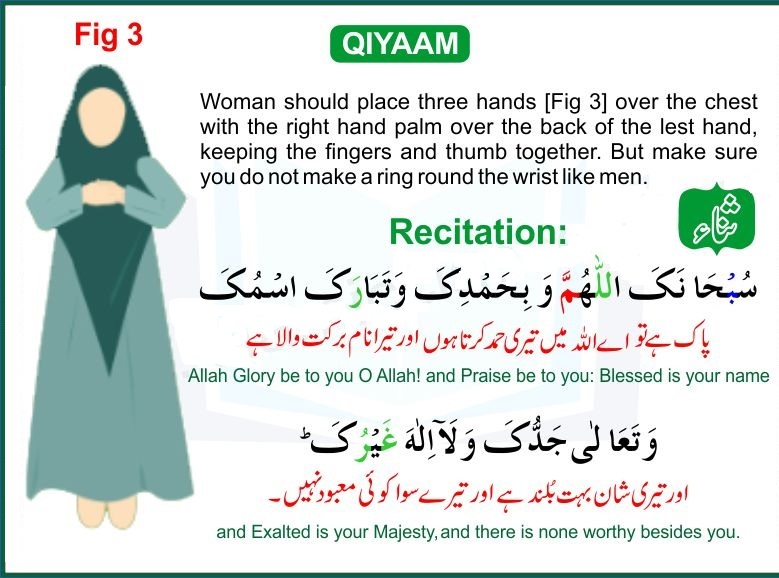 Fig 3
QIYAAM
Woman should place three hands [Fig 3] over the chest
with the right hand palm over the back of the lest hand,
keeping the fingers and thumb together. But make sure
you do not make a ring round the wrist like men.
ثناء
Recitation:
سُبْحَا نَکَ اللّٰهُمَّ وَ بِحَمْدِکَ وَتَبَارَکَ اسْمُکَ
پاک ہے تو اے اللہ میں تیری حمد کرتا ہوں اور تیرا نام برکت والا ہے
Allah Glory be to you O Allah! and Praise be to you: Blessed is your name
وَ تَعَا لٰی جَدُّکَ وَ لَآ اِلٰهَ غَیْرُکَ ؕ
اور تیری شان بہت بُلند ہے اور تیرے سوا کوئی معبود نہیں۔
and Exalted is your Majesty, and there is none worthy besides you.